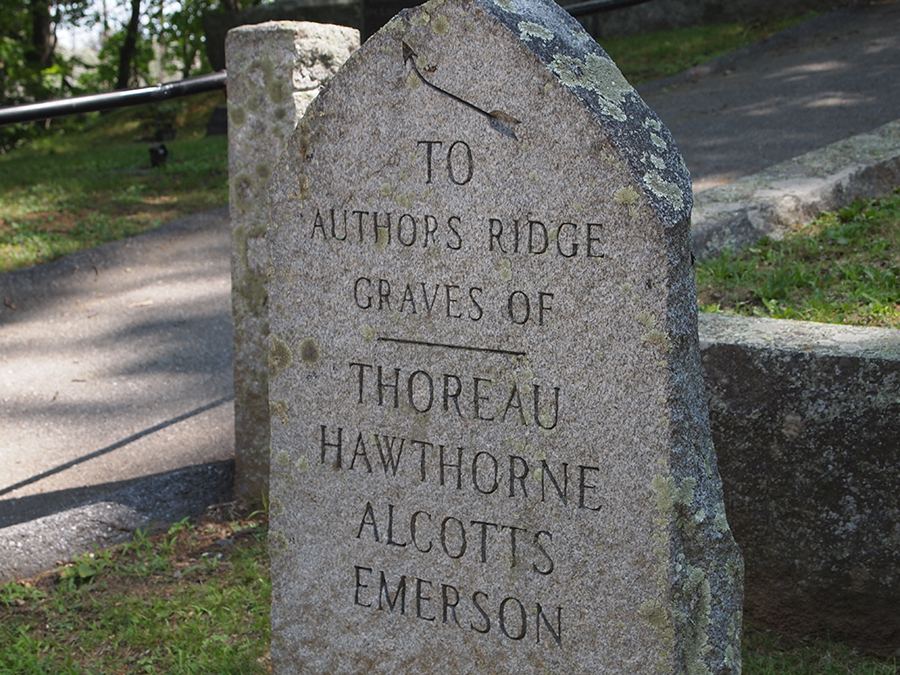 TO
AUTHORS RIDGE
GRAVES OF
THOREAU
HAWTHORNE
ALCOTTS
EMERSON